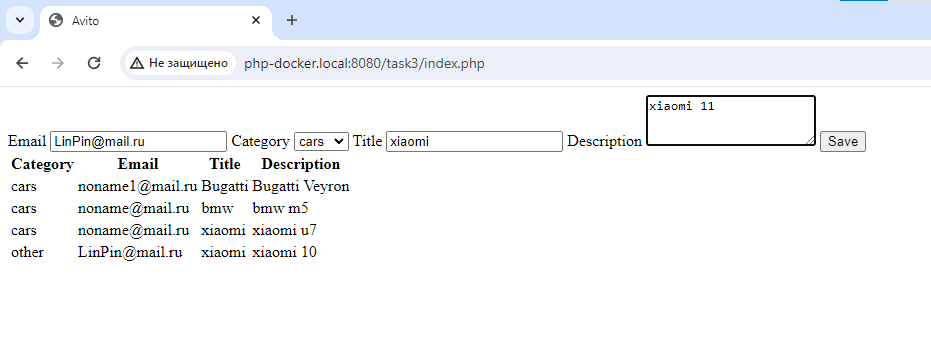 Avito
Не защищено php-docker.local:8080/task3/index.php
xiaomi 11
Email LinPin@mail.ru Category cars Title xiaomi Description Save
Category Email Title Description
cars noname1@mail.ru Bugatti Bugatti Veyron
cars noname@mail.ru bmw bmw m5
cars noname@mail.ru xiaomi xiaomi u7
other LinPin@mail.ru xiaomi xiaomi 10